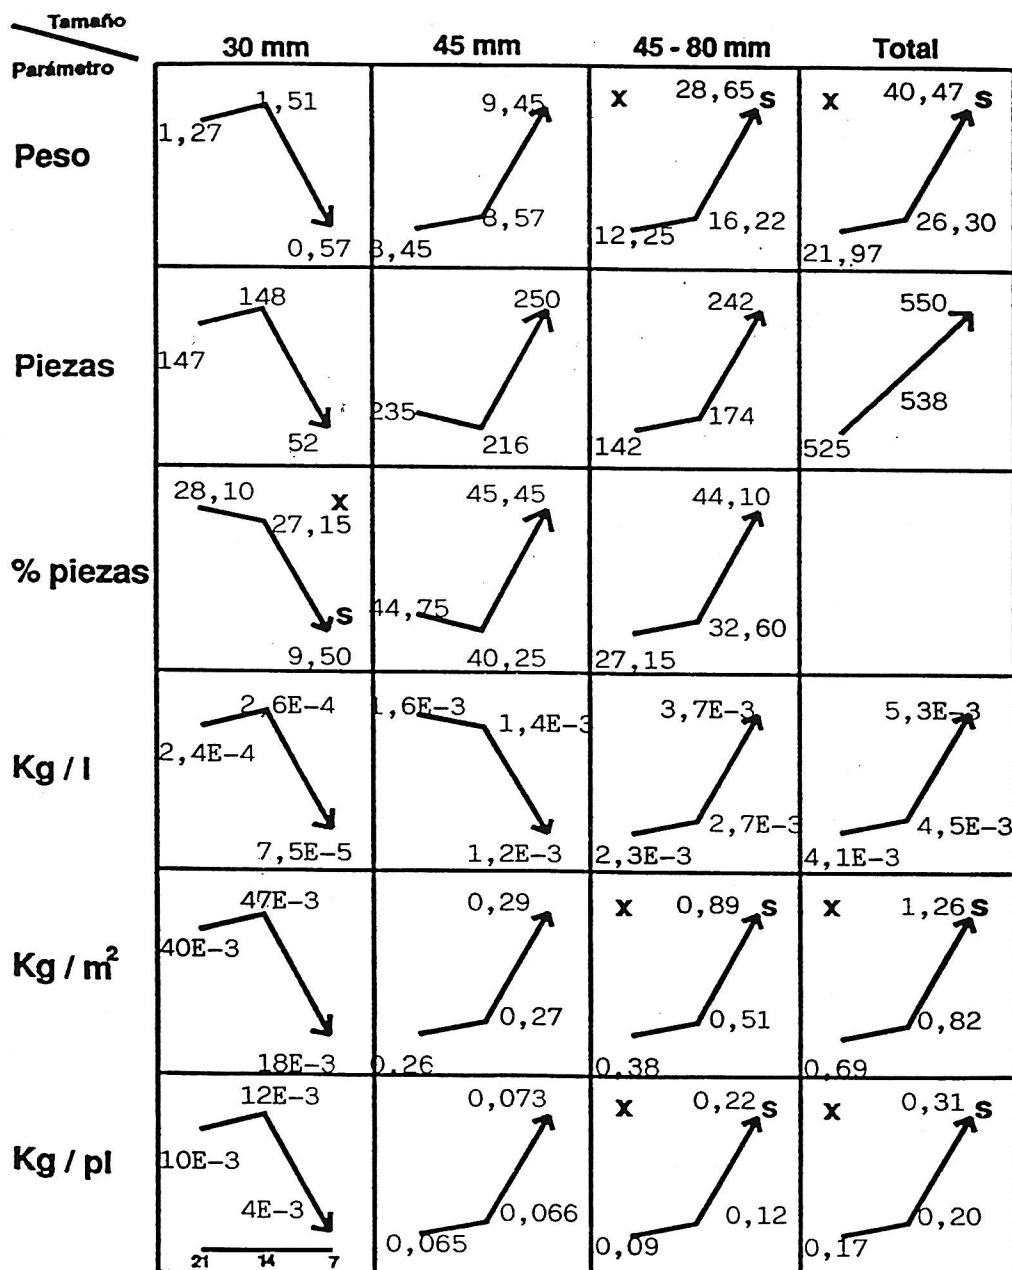 Tamaño
Parámetro
30 mm 45 mm 45 - 80 mm Total
Peso
1,51 9,45 x 28,65 s x 40,47 s
1,27
8,57 16,22 26,30
0,57 8,45 12,25 21,97
Piezas
148 250 242 550
147
235 174 538
52 216 142 525
% piezas
28,10 x 45,45 44,10
27,15
s 44,75 32,60
9,50 40,25 27,15
Kg / l
2,6E-4 1,6E-3 1,4E-3 3,7E-3 5,3E-3
2,4E-4
2,7E-3 4,5E-3
7,5E-5 1,2E-3 2,3E-3 4,1E-3
Kg / m²
47E-3 0,29 x 0,89 s x 1,26 s
40E-3
0,27 0,51 0,82
18E-3 0,26 0,38 0,69
Kg / pl
12E-3 0,073 x 0,22 s x 0,31 s
10E-3
4E-3 0,066 0,12 0,20
0,065 0,09 0,17
21 14 7